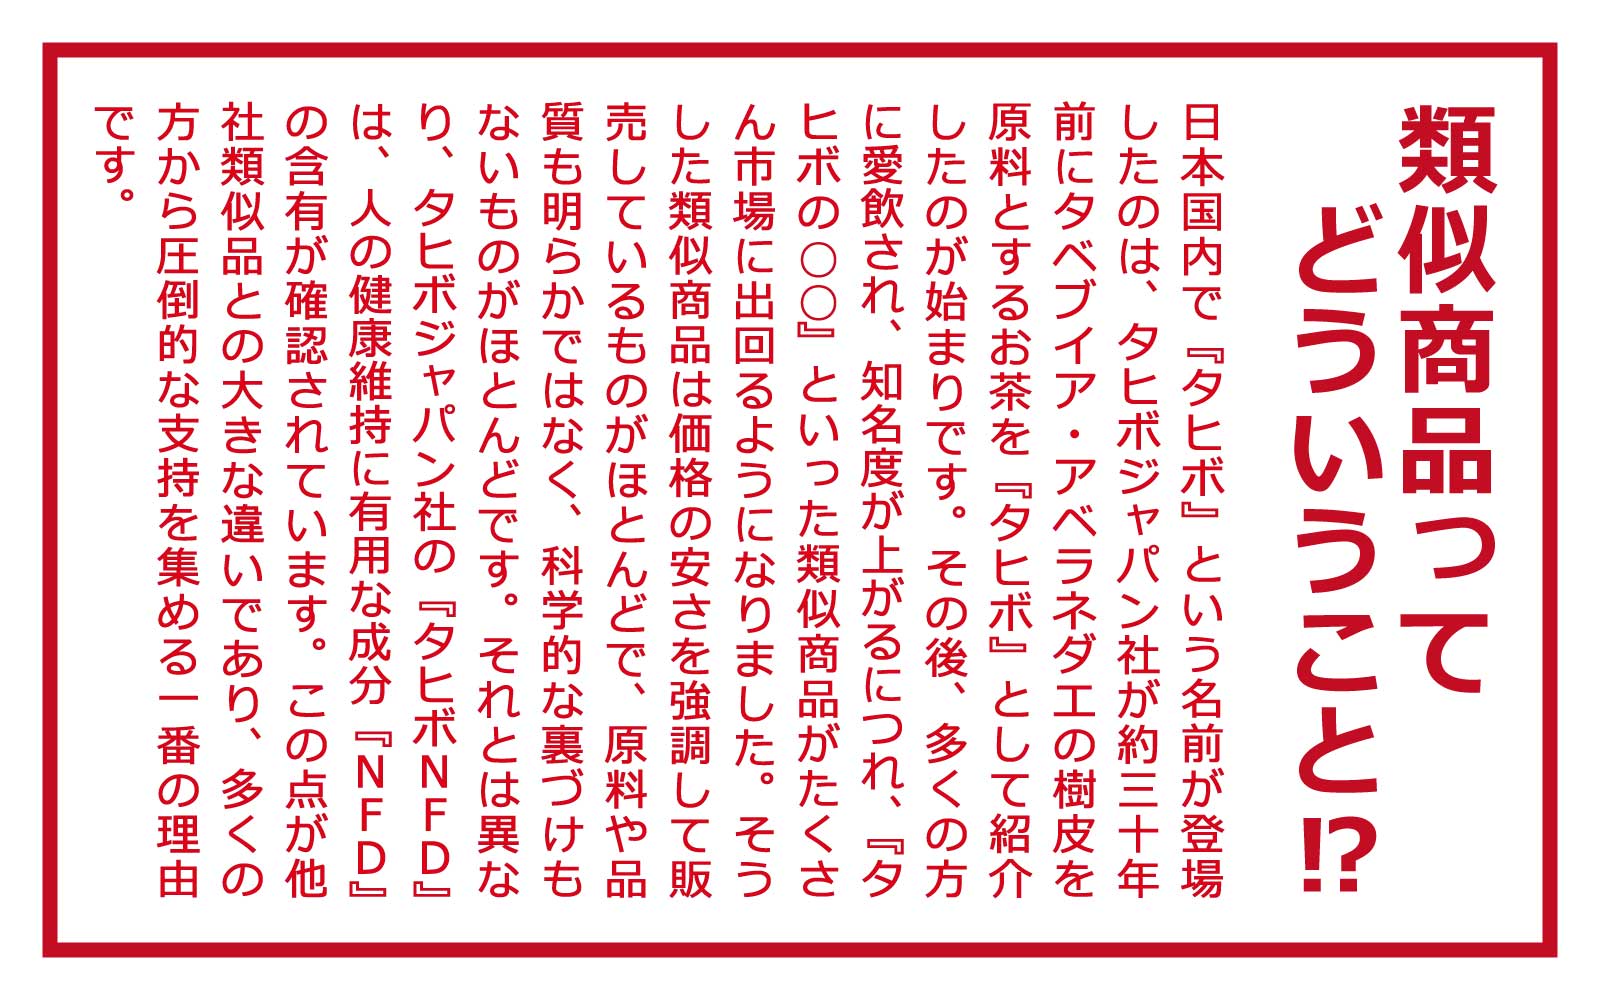 類似商品って
どういうこと!?
日本国内で『タヒボ』という名前が登場
したのは、タヒボジャパン社が約三十年
前にタベブイア・アベラネダエの樹皮を
原料とするお茶を『タヒボ』として紹介
したのが始まりです。その後、多くの方
に愛飲され、知名度が上がるにつれ、『タ
ヒボの○○』といった類似商品がたくさ
ん市場に出回るようになりました。そう
した類似商品は価格の安さを強調して販
売しているものがほとんどで、原料や品
質も明らかではなく、科学的な裏づけも
ないものがほとんどです。それとは異な
り、タヒボジャパン社の『タヒボNFD』
は、人の健康維持に有用な成分『NFD』
の含有が確認されています。この点が他
社類似品との大きな違いであり、多くの
方から圧倒的な支持を集める一番の理由
です。